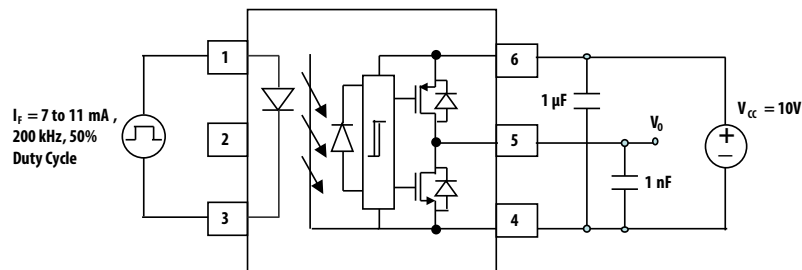 1
6
1 µF
V_CC = 10V
I_F = 7 to 11 mA ,
200 kHz, 50%
Duty Cycle
2
5
V_O
1 nF
3
4
+
–